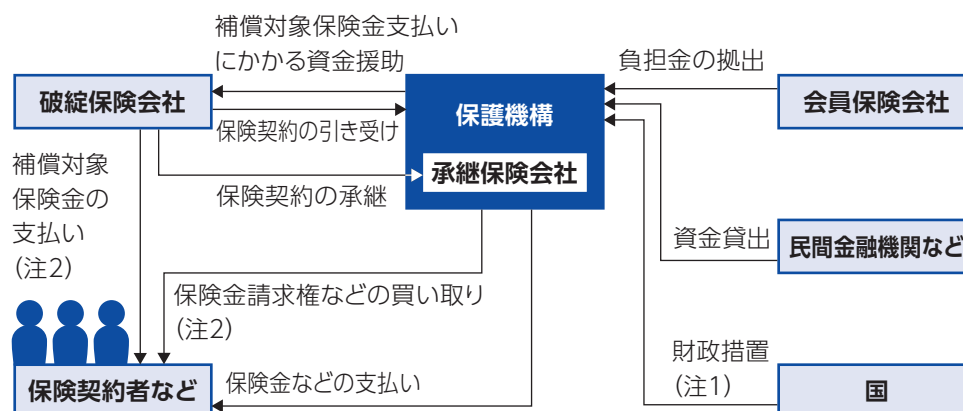 補償対象保険金支払い
にかかる資金援助
負担金の拠出
破綻保険会社
保護機構
会員保険会社
保険契約の引き受け
承継保険会社
補償対象
保険金の
支払い
(注2)
保険契約の承継
資金貸出
民間金融機関など
保険金請求権などの買い取り
(注2)
財政措置
(注1)
保険契約者など
保険金などの支払い
国